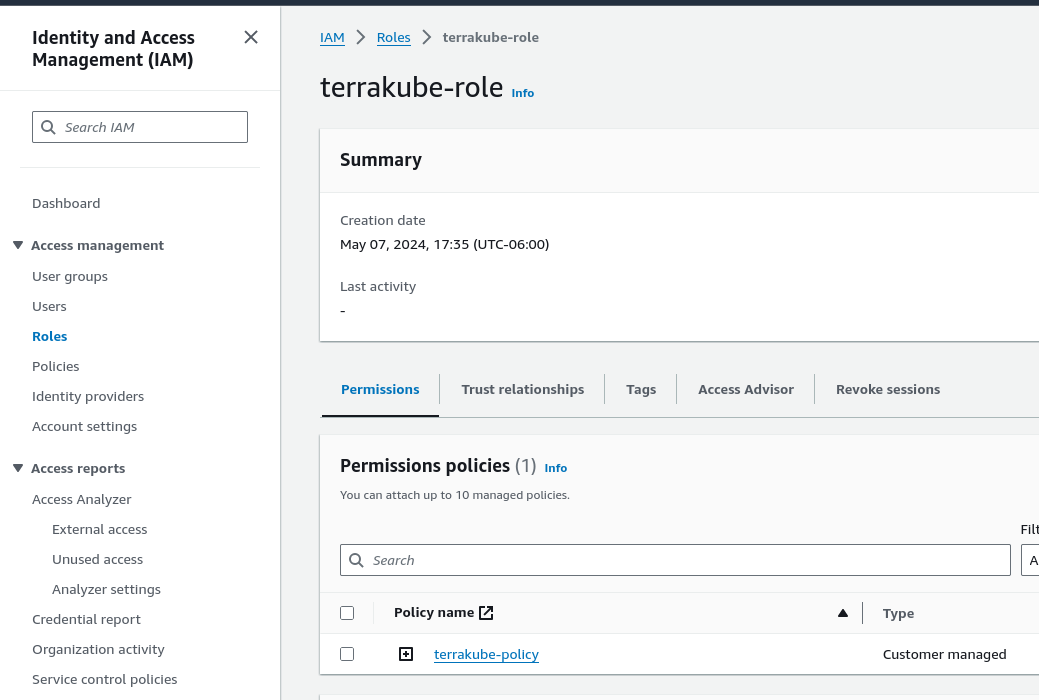 Identity and Access
Management (IAM)
Search IAM
Dashboard
Access management
User groups
Users
Roles
Policies
Identity providers
Account settings
Access reports
Access Analyzer
External access
Unused access
Analyzer settings
Credential report
Organization activity
Service control policies
IAM > Roles > terrakube-role
terrakube-role Info
Summary
Creation date
May 07, 2024, 17:35 (UTC-06:00)
Last activity
-
Permissions Trust relationships Tags Access Advisor Revoke sessions
Permissions policies (1) Info
You can attach up to 10 managed policies.
Search
Policy name Type
terrakube-policy Customer managed